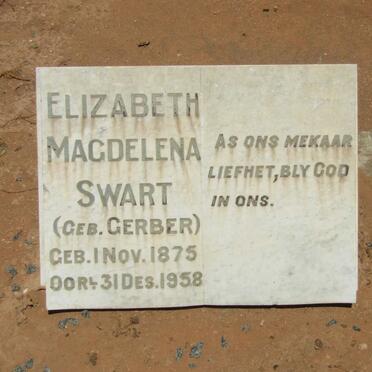 ELIZABETH
MAGDELENA
SWART
(GEB. GERBER)
GEB. 1 NOV. 1875
OORL. 31 DES. 1958
AS ONS MEKAAR
LIEFHET, BLY GOD
IN ONS.